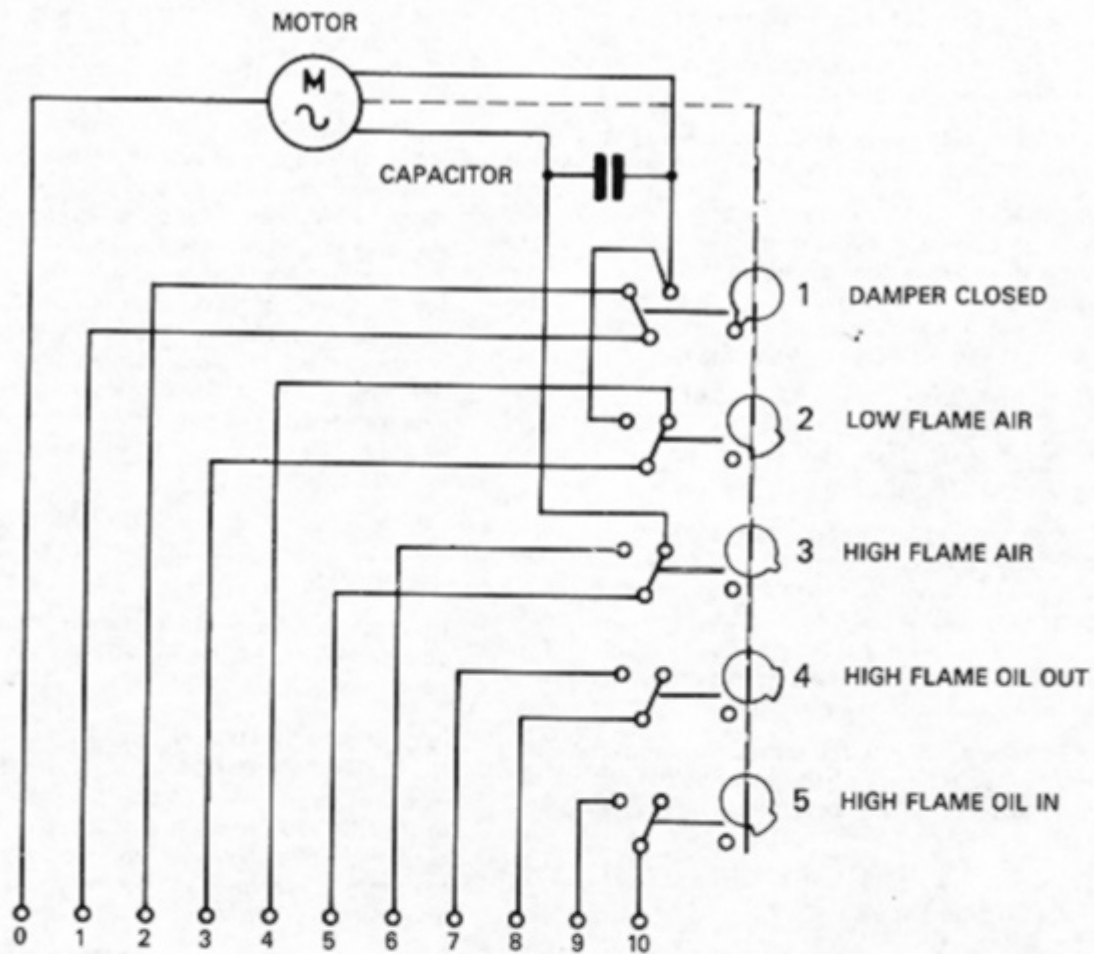 MOTOR
M
CAPACITOR
1 DAMPER CLOSED
2 LOW FLAME AIR
3 HIGH FLAME AIR
4 HIGH FLAME OIL OUT
5 HIGH FLAME OIL IN
0 1 2 3 4 5 6 7 8 9 10